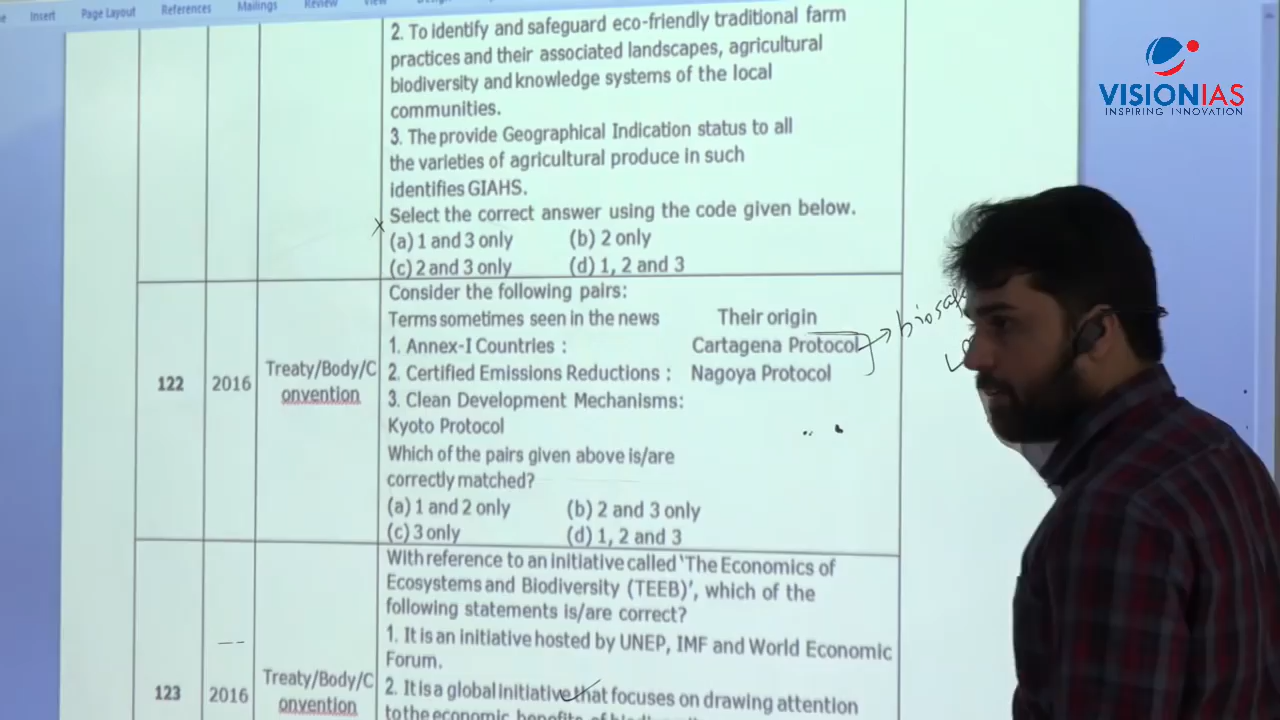 Insert Page Layout References Mailings Review View
VISIONIAS
INSPIRING INNOVATION
2. To identify and safeguard eco-friendly traditional farm
practices and their associated landscapes, agricultural
biodiversity and knowledge systems of the local
communities.
3. The provide Geographical Indication status to all
the varieties of agricultural produce in such
identifies GIAHS.
Select the correct answer using the code given below.
(a) 1 and 3 only (b) 2 only
(c) 2 and 3 only (d) 1, 2 and 3
122 2016 Treaty/Body/C
onvention
Consider the following pairs:
Terms sometimes seen in the news Their origin
1. Annex-I Countries : Cartagena Protocol
2. Certified Emissions Reductions : Nagoya Protocol
3. Clean Development Mechanisms:
Kyoto Protocol
Which of the pairs given above is/are
correctly matched?
(a) 1 and 2 only (b) 2 and 3 only
(c) 3 only (d) 1, 2 and 3
123 2016 Treaty/Body/C
onvention
With reference to an initiative called 'The Economics of
Ecosystems and Biodiversity (TEEB)', which of the
following statements is/are correct?
1. It is an initiative hosted by UNEP, IMF and World Economic
Forum.
2. It is a global initiative that focuses on drawing attention
to the economic benefits of